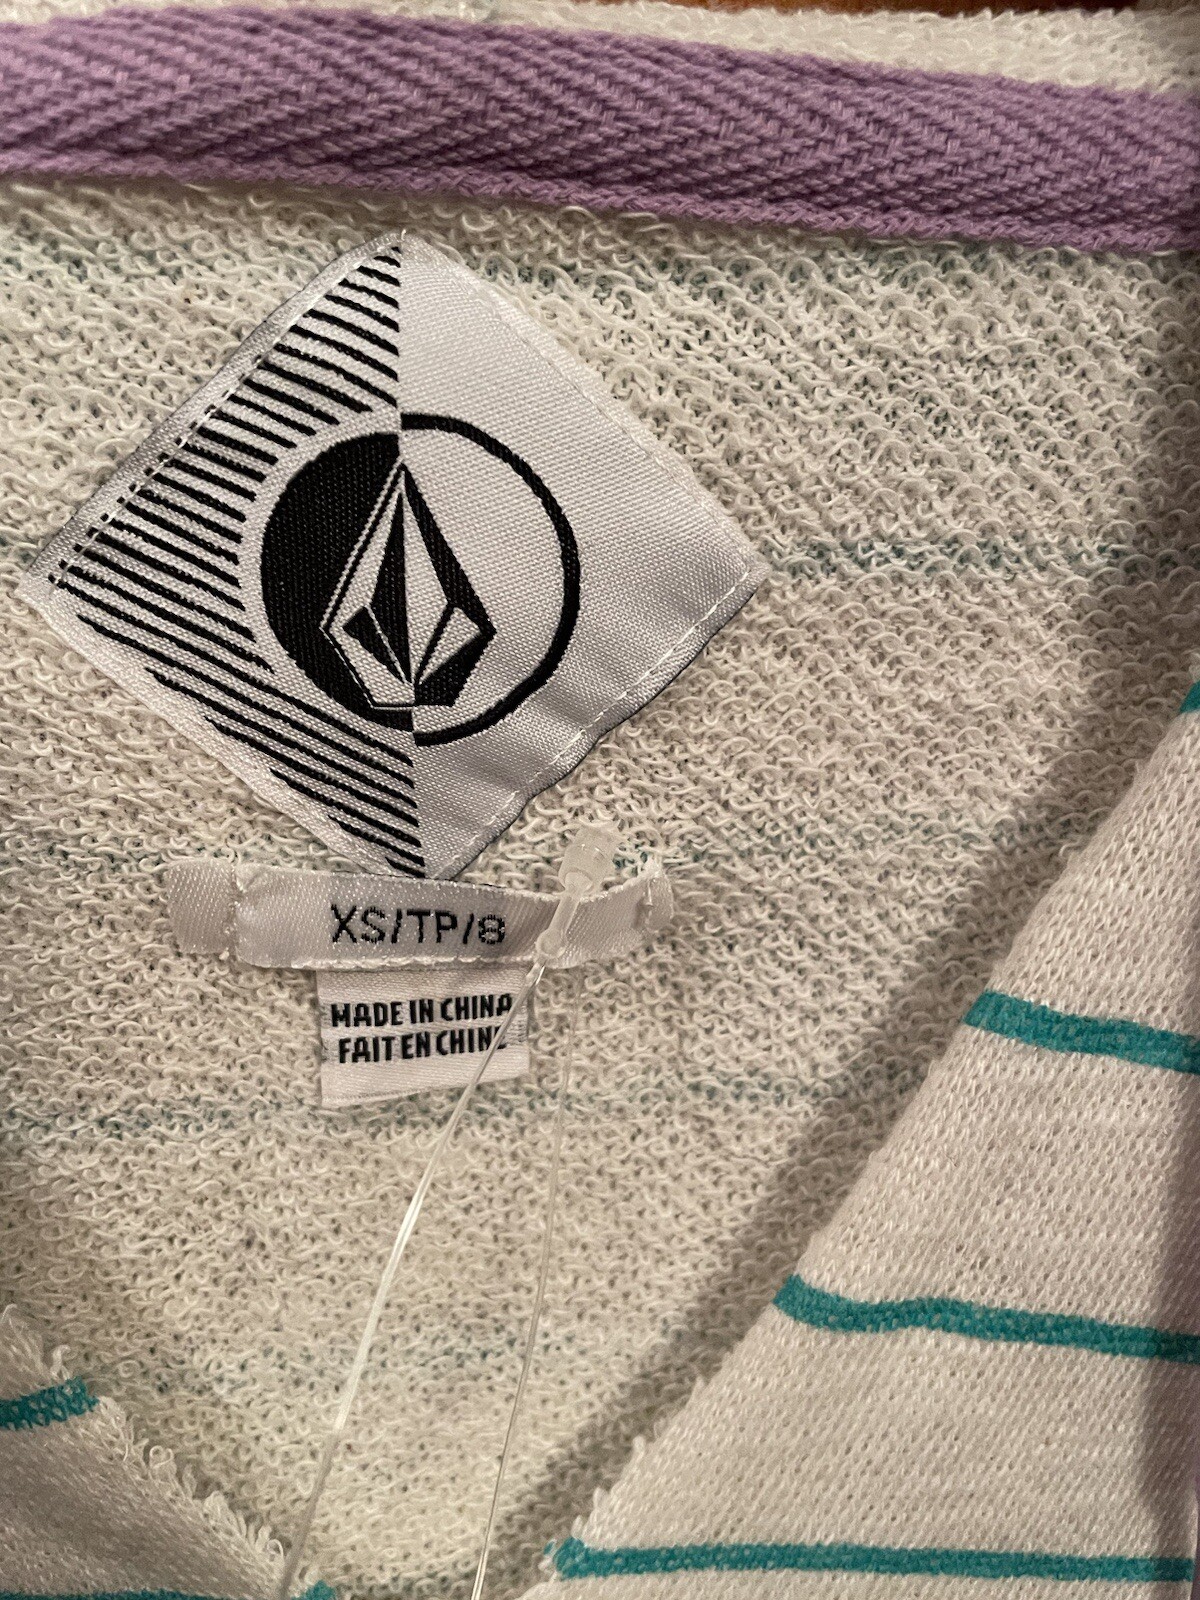 XS/TP/8
MADE IN CHINA
FAIT EN CHINE